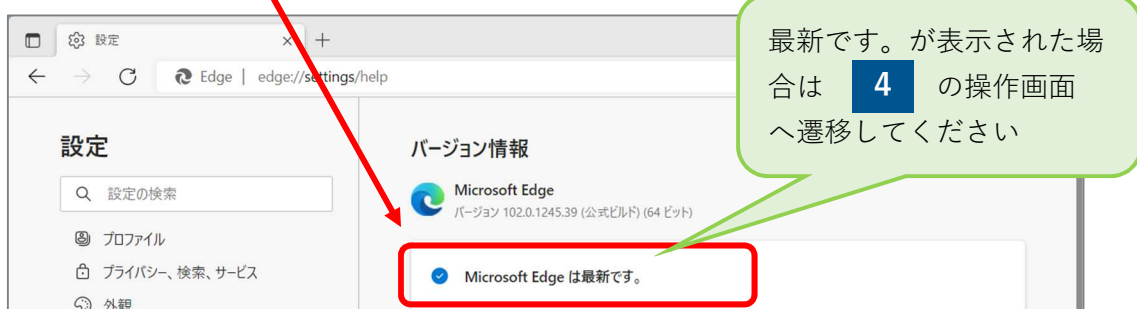 最新です。が表示された場
合は 4 の操作画面
へ遷移してください
設定
Edge | edge://settings/help
設定
設定の検索
プロファイル
プライバシー、検索、サービス
外観
バージョン情報
Microsoft Edge
バージョン 102.0.1245.39 (公式ビルド) (64 ビット)
Microsoft Edge は最新です。